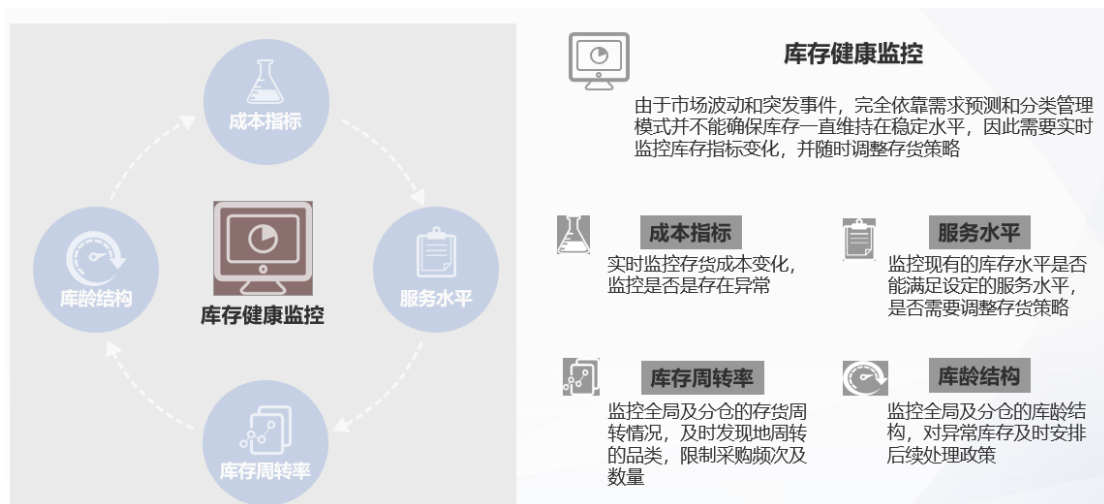 成本指标
库龄结构
服务水平
库存健康监控
库存周转率
库存健康监控
由于市场波动和突发事件，完全依靠需求预测和分类管理
模式并不能确保库存一直维持在稳定水平，因此需要实时
监控库存指标变化，并随时调整存货策略
成本指标
实时监控存货成本变化，
监控是否是存在异常
服务水平
监控现有的库存水平是否
能满足设定的服务水平，
是否需要调整存货策略
库存周转率
监控全局及分仓的存货周
转情况，及时发现地周转
的品类，限制采购频次及
数量
库龄结构
监控全局及分仓的库龄结
构，对异常库存及时安排
后续处理政策